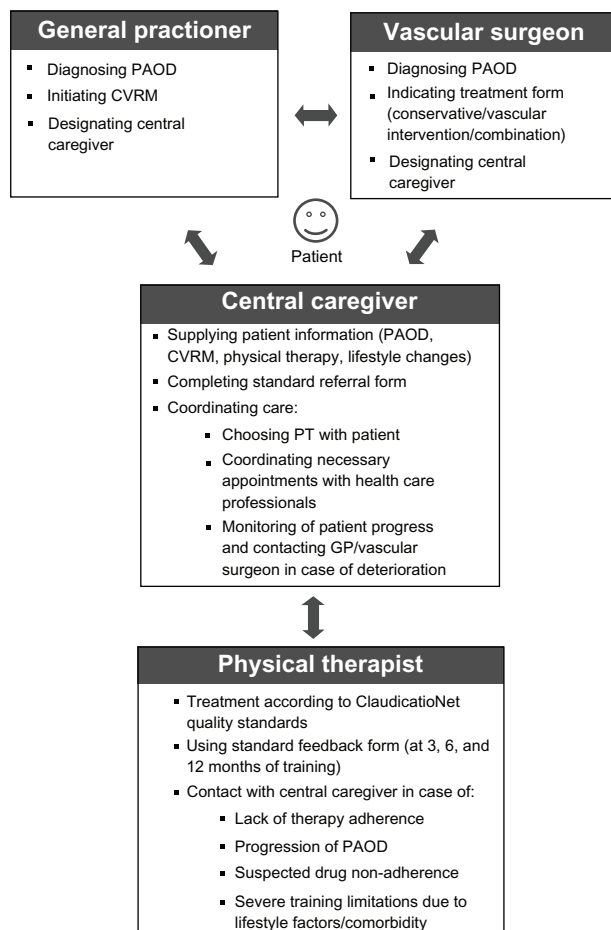 General practioner
▪ Diagnosing PAOD
▪ Initiating CVRM
▪ Designating central
caregiver
Vascular surgeon
▪ Diagnosing PAOD
▪ Indicating treatment form
(conservative/vascular
intervention/combination)
▪ Designating central
caregiver
Patient
Central caregiver
▪ Supplying patient information (PAOD,
CVRM, physical therapy, lifestyle changes)
▪ Completing standard referral form
▪ Coordinating care:
▪ Choosing PT with patient
▪ Coordinating necessary
appointments with health care
professionals
▪ Monitoring of patient progress
and contacting GP/vascular
surgeon in case of deterioration
Physical therapist
▪ Treatment according to ClaudicatioNet
quality standards
▪ Using standard feedback form (at 3, 6, and
12 months of training)
▪ Contact with central caregiver in case of:
▪ Lack of therapy adherence
▪ Progression of PAOD
▪ Suspected drug non-adherence
▪ Severe training limitations due to
lifestyle factors/comorbidity